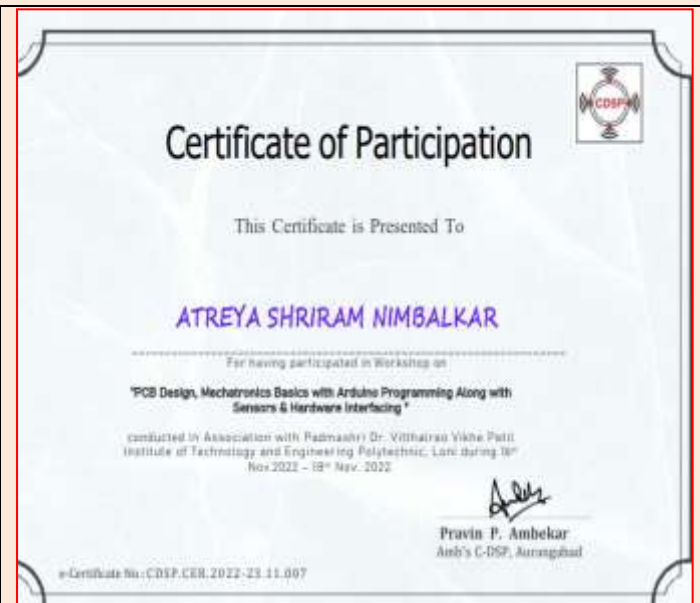 CDSP
Certificate of Participation
This Certificate is Presented To
ATREYA SHRIRAM NIMBALKAR
For having participated in Workshop on
"PCB Design, Mechatronics Basics with Arduino Programming Along with
Sensors & Hardware Interfacing "
conducted in Association with Padmashri Dr. Vitthalrao Vikhe Patil
Institute of Technology and Engineering Polytechnic, Loni during
Nov.2022 – 18th Nov. 2022
Pravin P. Ambekar
Amb's C-DSP, Aurangabad
e-Certificate No.:CDSP.CER.2022-23.11.007